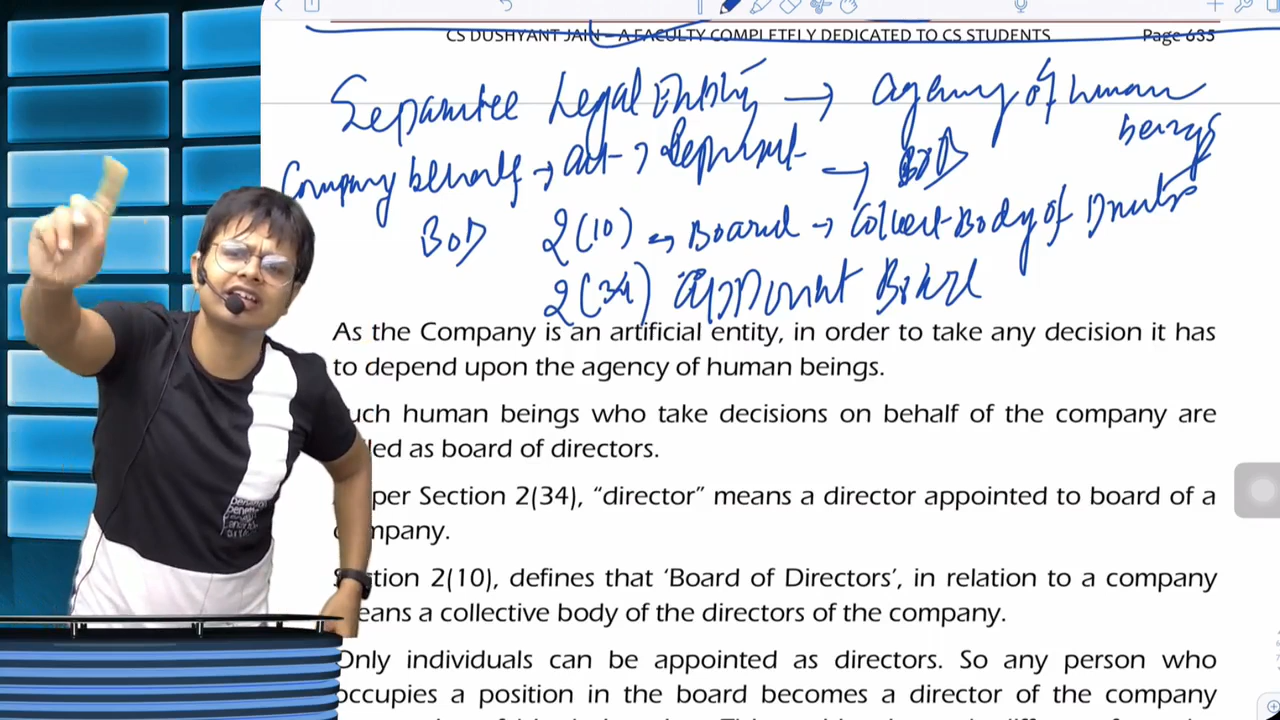 CS DUSHYANT JAIN – A FACULTY COMPLETELY DEDICATED TO CS STUDENTS Page 635
Separate Legal Entity → agency of human beings
Company behalf → act → Represent → BOD
BOD 2(10) → Board → Collect Body of
2(34) appoint Board
As the Company is an artificial entity, in order to take any decision it has
to depend upon the agency of human beings.
uch human beings who take decisions on behalf of the company are
led as board of directors.
per Section 2(34), “director” means a director appointed to board of a
mpany.
Section 2(10), defines that ‘Board of Directors’, in relation to a company
eans a collective body of the directors of the company.
Only individuals can be appointed as directors. So any person who
occupies a position in the board becomes a director of the company